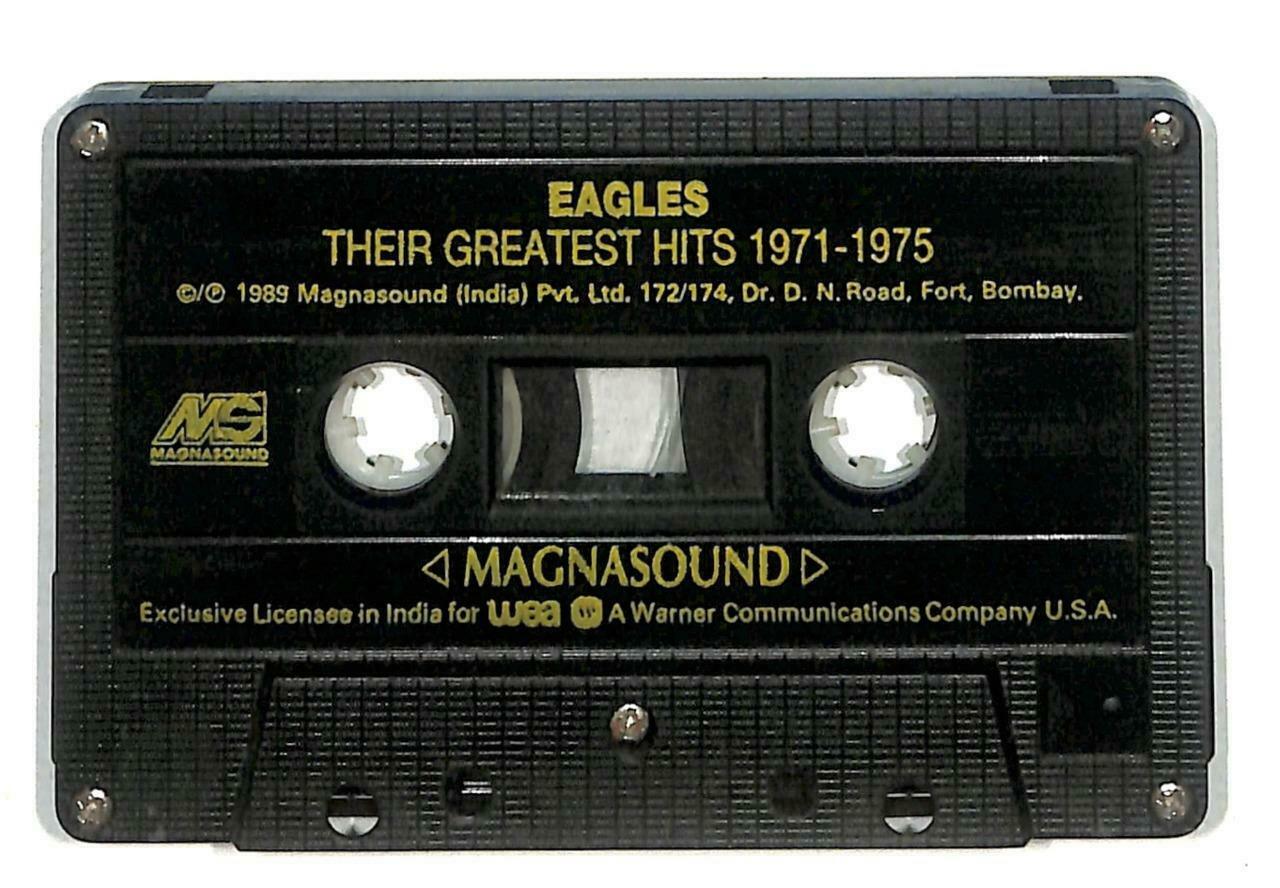 EAGLES
THEIR GREATEST HITS 1971-1975
©/℗ 1989 Magnasound (India) Pvt. Ltd. 172/174, Dr. D. N. Road, Fort, Bombay.
MS
MAGNASOUND
◁ MAGNASOUND ▷
Exclusive Licensee in India for wea A Warner Communications Company U.S.A.